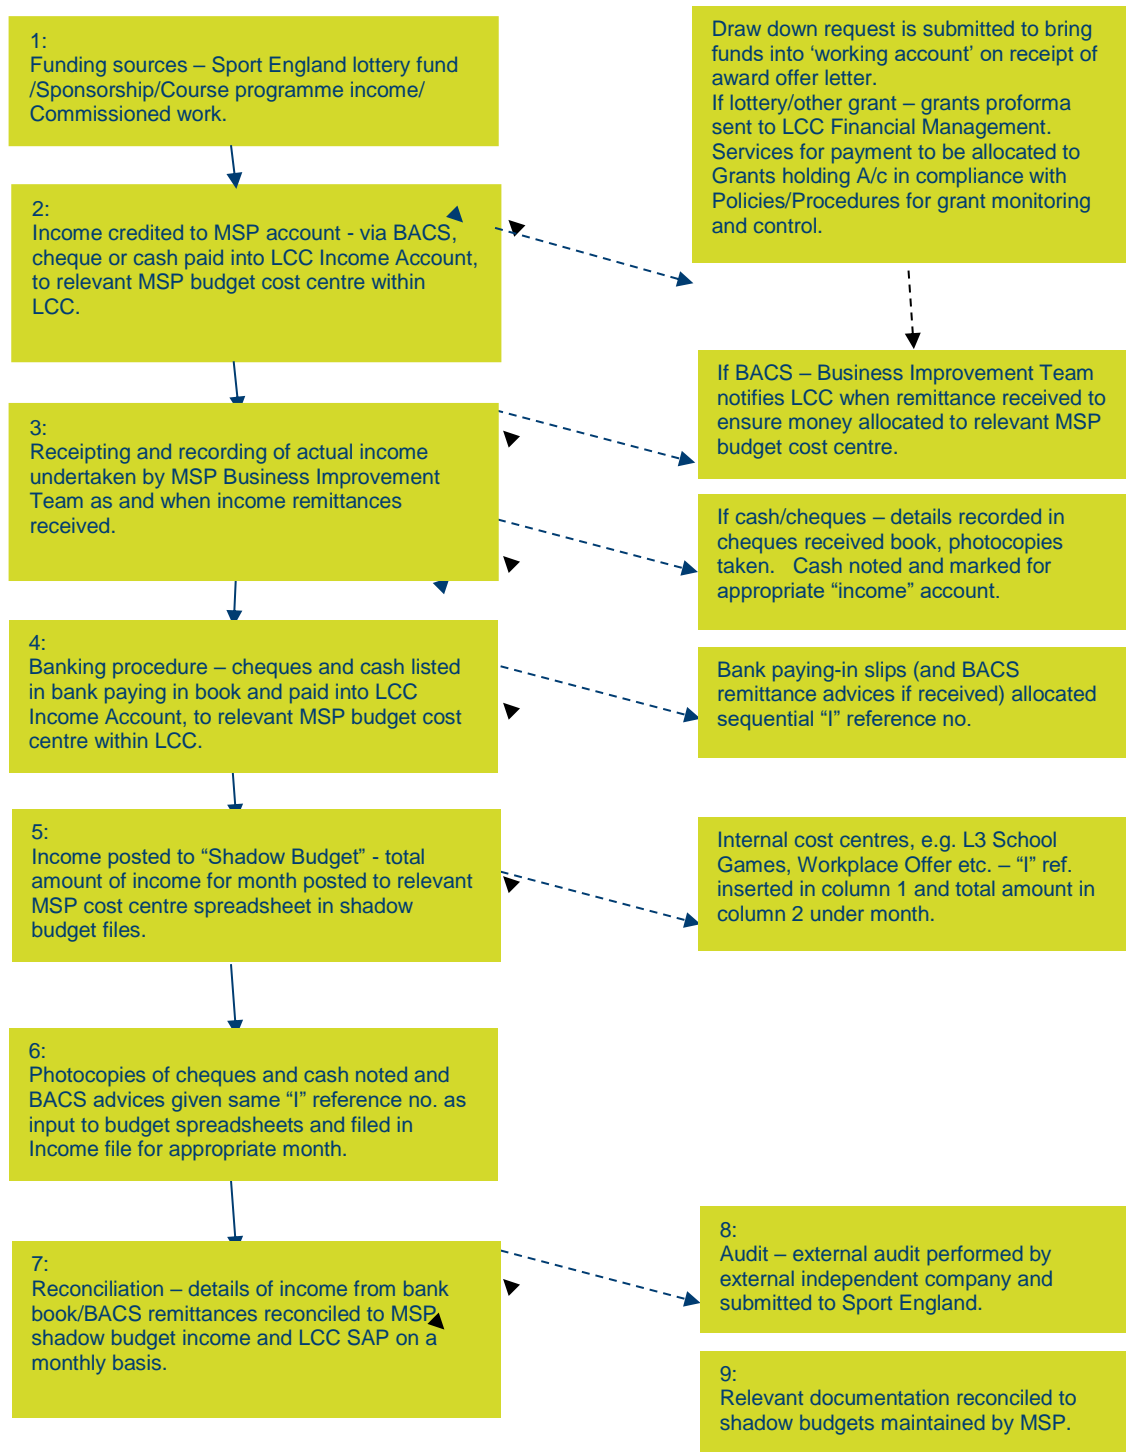 1:
Funding sources – Sport England lottery fund
/Sponsorship/Course programme income/
Commissioned work.
Draw down request is submitted to bring
funds into ‘working account’ on receipt of
award offer letter.
If lottery/other grant – grants proforma
sent to LCC Financial Management.
Services for payment to be allocated to
Grants holding A/c in compliance with
Policies/Procedures for grant monitoring
and control.
2:
Income credited to MSP account - via BACS,
cheque or cash paid into LCC Income Account,
to relevant MSP budget cost centre within
LCC.
If BACS – Business Improvement Team
notifies LCC when remittance received to
ensure money allocated to relevant MSP
budget cost centre.
3:
Receipting and recording of actual income
undertaken by MSP Business Improvement
Team as and when income remittances
received.
If cash/cheques – details recorded in
cheques received book, photocopies
taken.   Cash noted and marked for
appropriate “income” account.
4:
Banking procedure – cheques and cash listed
in bank paying in book and paid into LCC
Income Account, to relevant MSP budget cost
centre within LCC.
Bank paying-in slips (and BACS
remittance advices if received) allocated
sequential “I” reference no.
5:
Income posted to “Shadow Budget” - total
amount of income for month posted to relevant
MSP cost centre spreadsheet in shadow
budget files.
Internal cost centres, e.g. L3 School
Games, Workplace Offer etc. – “I” ref.
inserted in column 1 and total amount in
column 2 under month.
6:
Photocopies of cheques and cash noted and
BACS advices given same “I” reference no. as
input to budget spreadsheets and filed in
Income file for appropriate month.
7:
Reconciliation – details of income from bank
book/BACS remittances reconciled to MSP
shadow budget income and LCC SAP on a
monthly basis.
8:
Audit – external audit performed by
external independent company and
submitted to Sport England.
9:
Relevant documentation reconciled to
shadow budgets maintained by MSP.